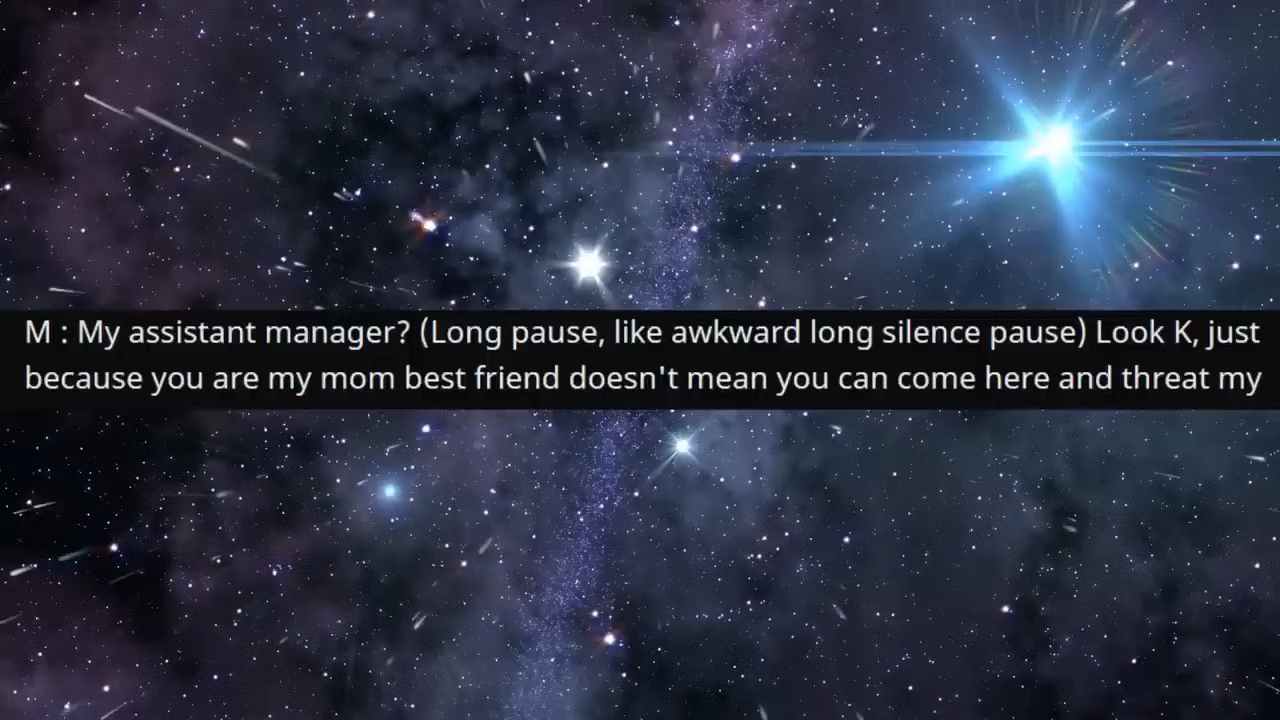 M : My assistant manager? (Long pause, like awkward long silence pause) Look K, just
because you are my mom best friend doesn't mean you can come here and threat my